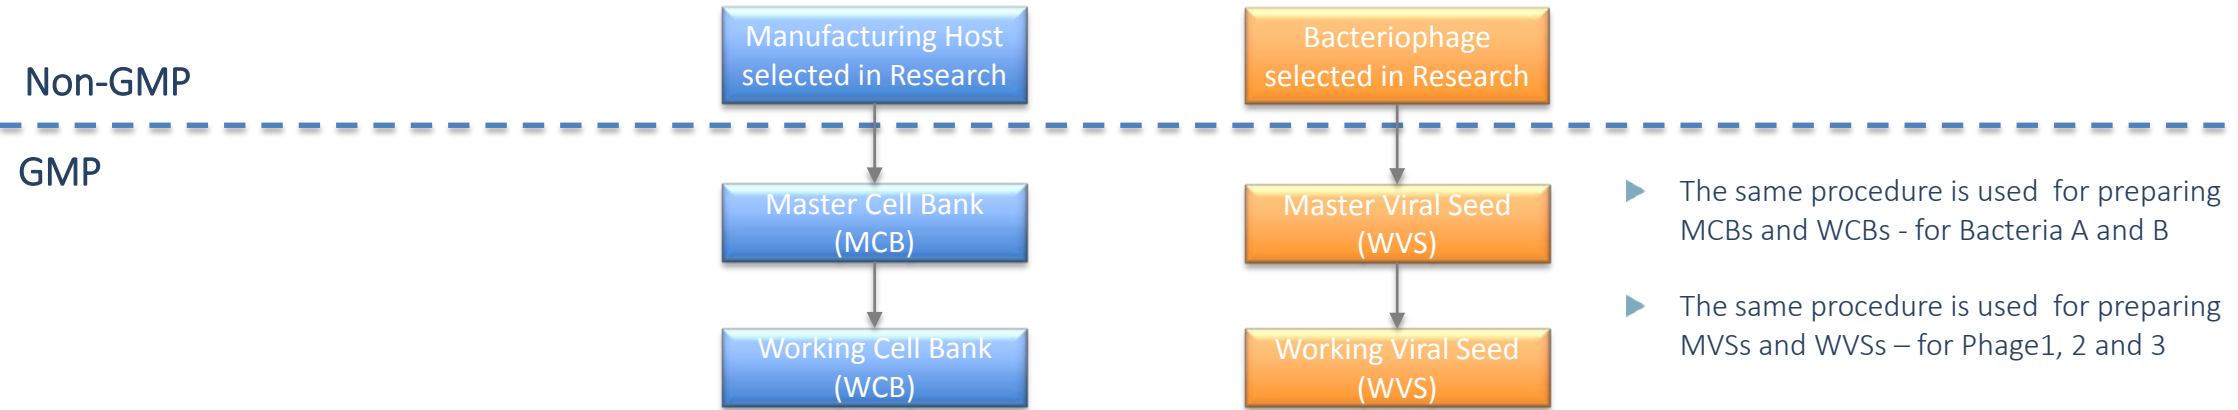 Non-GMP
Manufacturing Host
selected in Research
Bacteriophage
selected in Research
GMP
Master Cell Bank
(MCB)
Master Viral Seed
(WVS)
Working Cell Bank
(WCB)
Working Viral Seed
(WVS)
The same procedure is used  for preparing
MCBs and WCBs - for Bacteria A and B
The same procedure is used  for preparing
MVSs and WVSs – for Phage1, 2 and 3